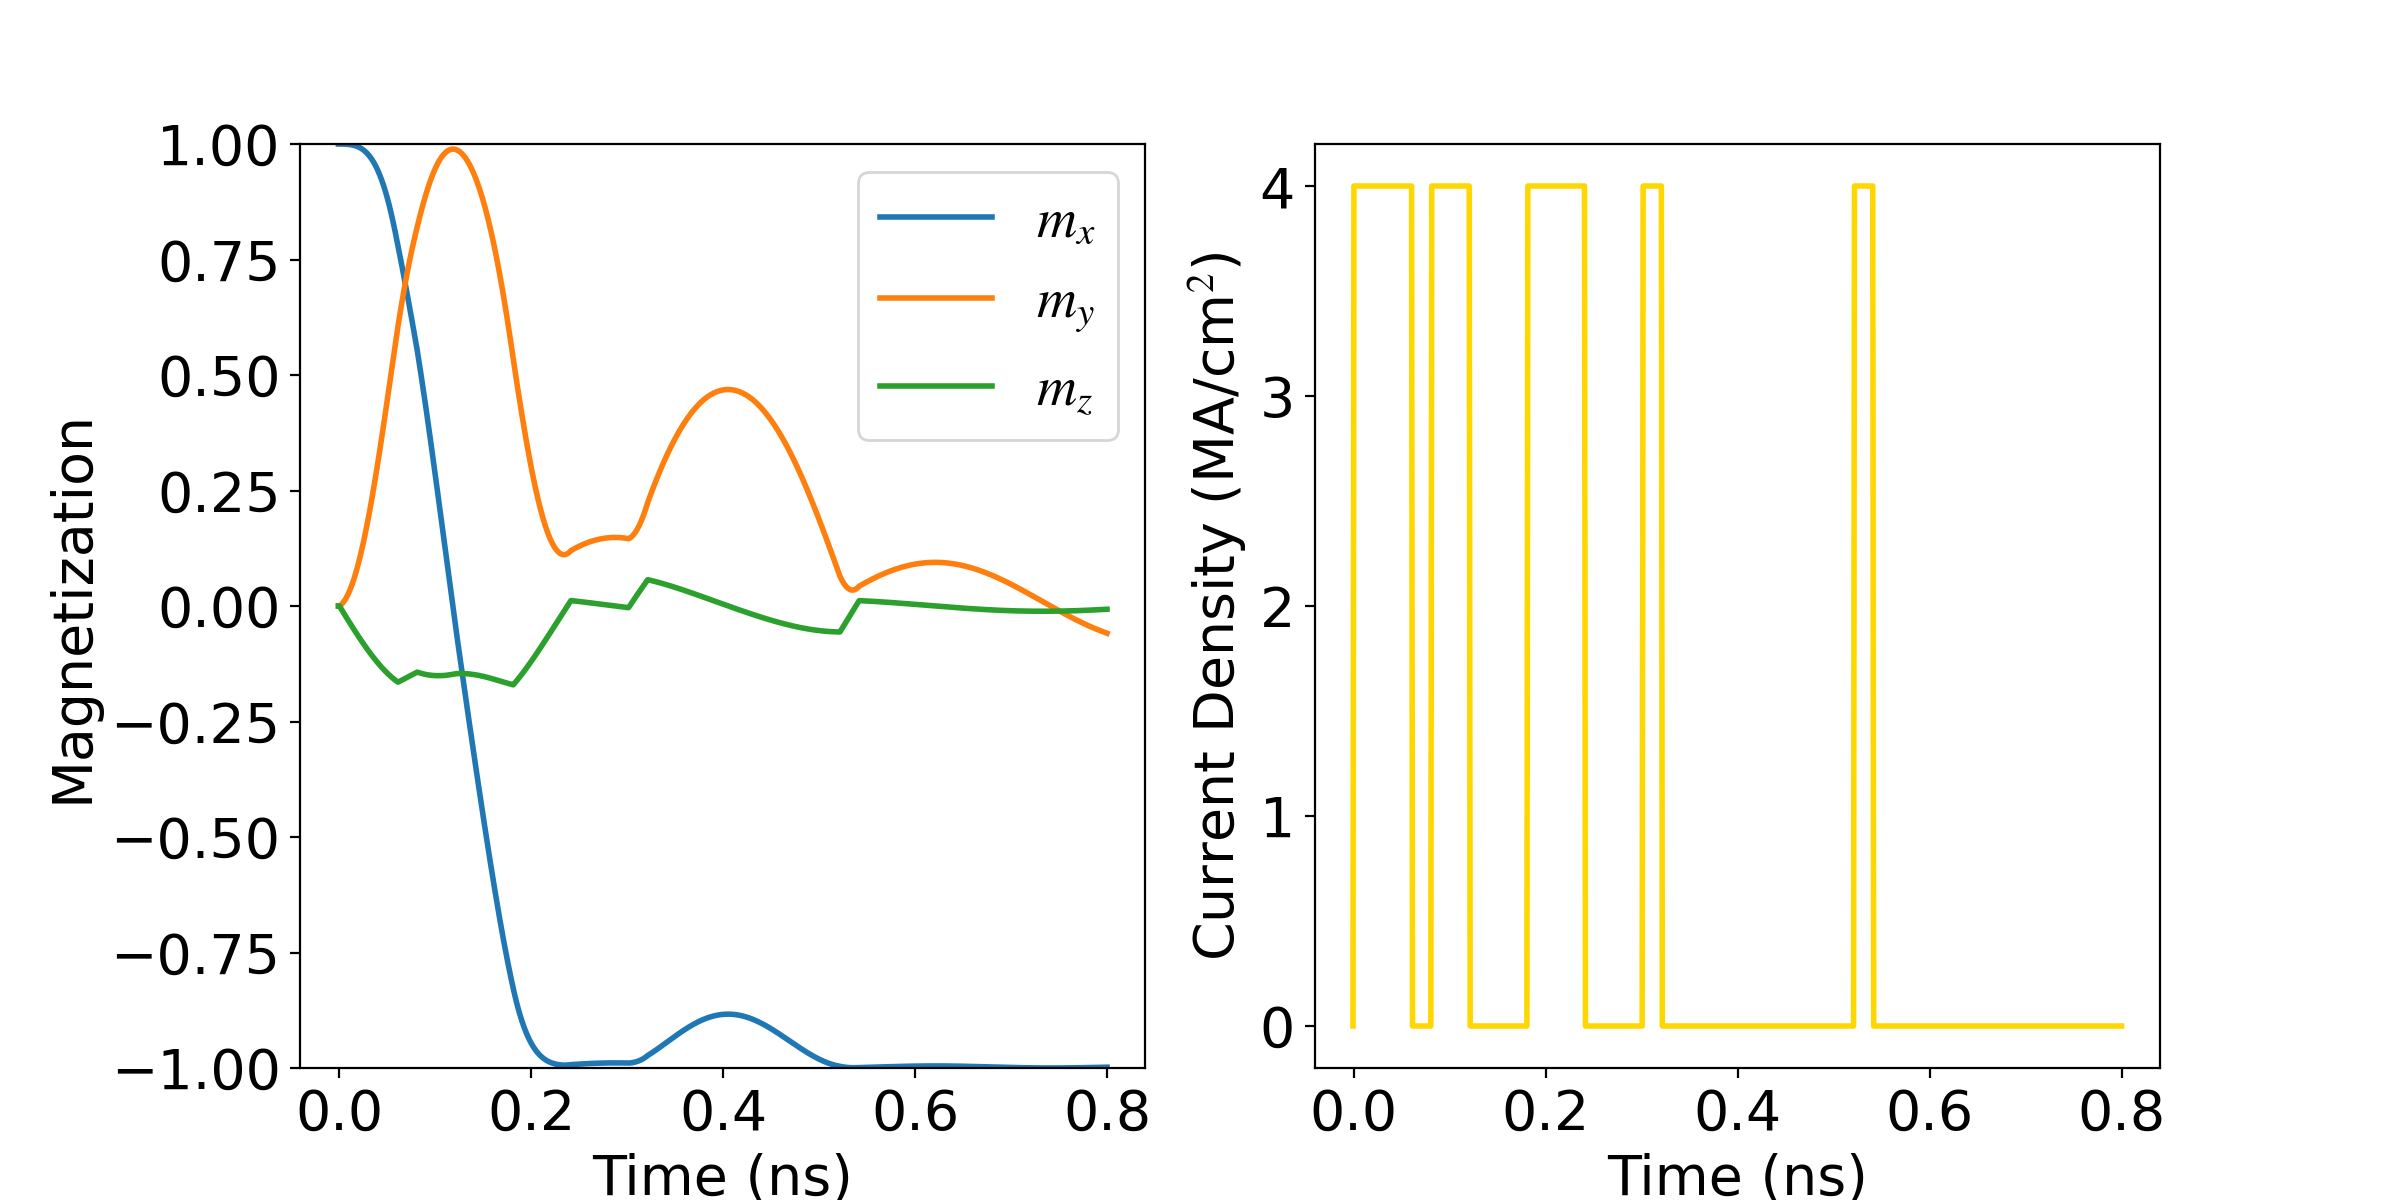 Magnetization
1.00
0.75
0.50
0.25
0.00
−0.25
−0.50
−0.75
−1.00
0.0 0.2 0.4 0.6 0.8
Time (ns)
m_x
m_y
m_z
Current Density (MA/cm²)
4
3
2
1
0
0.0 0.2 0.4 0.6 0.8
Time (ns)